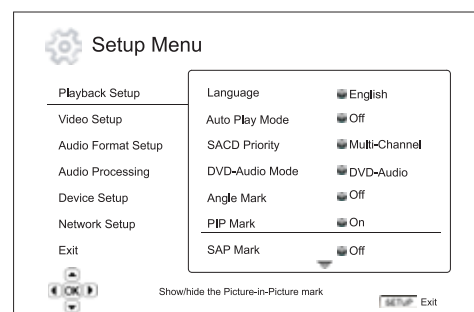 Setup Menu
Playback Setup
Video Setup
Audio Format Setup
Audio Processing
Device Setup
Network Setup
Exit
Language English
Auto Play Mode Off
SACD Priority Multi-Channel
DVD-Audio Mode DVD-Audio
Angle Mark Off
PIP Mark On
SAP Mark Off
OK
Show/hide the Picture-in-Picture mark
SETUP Exit